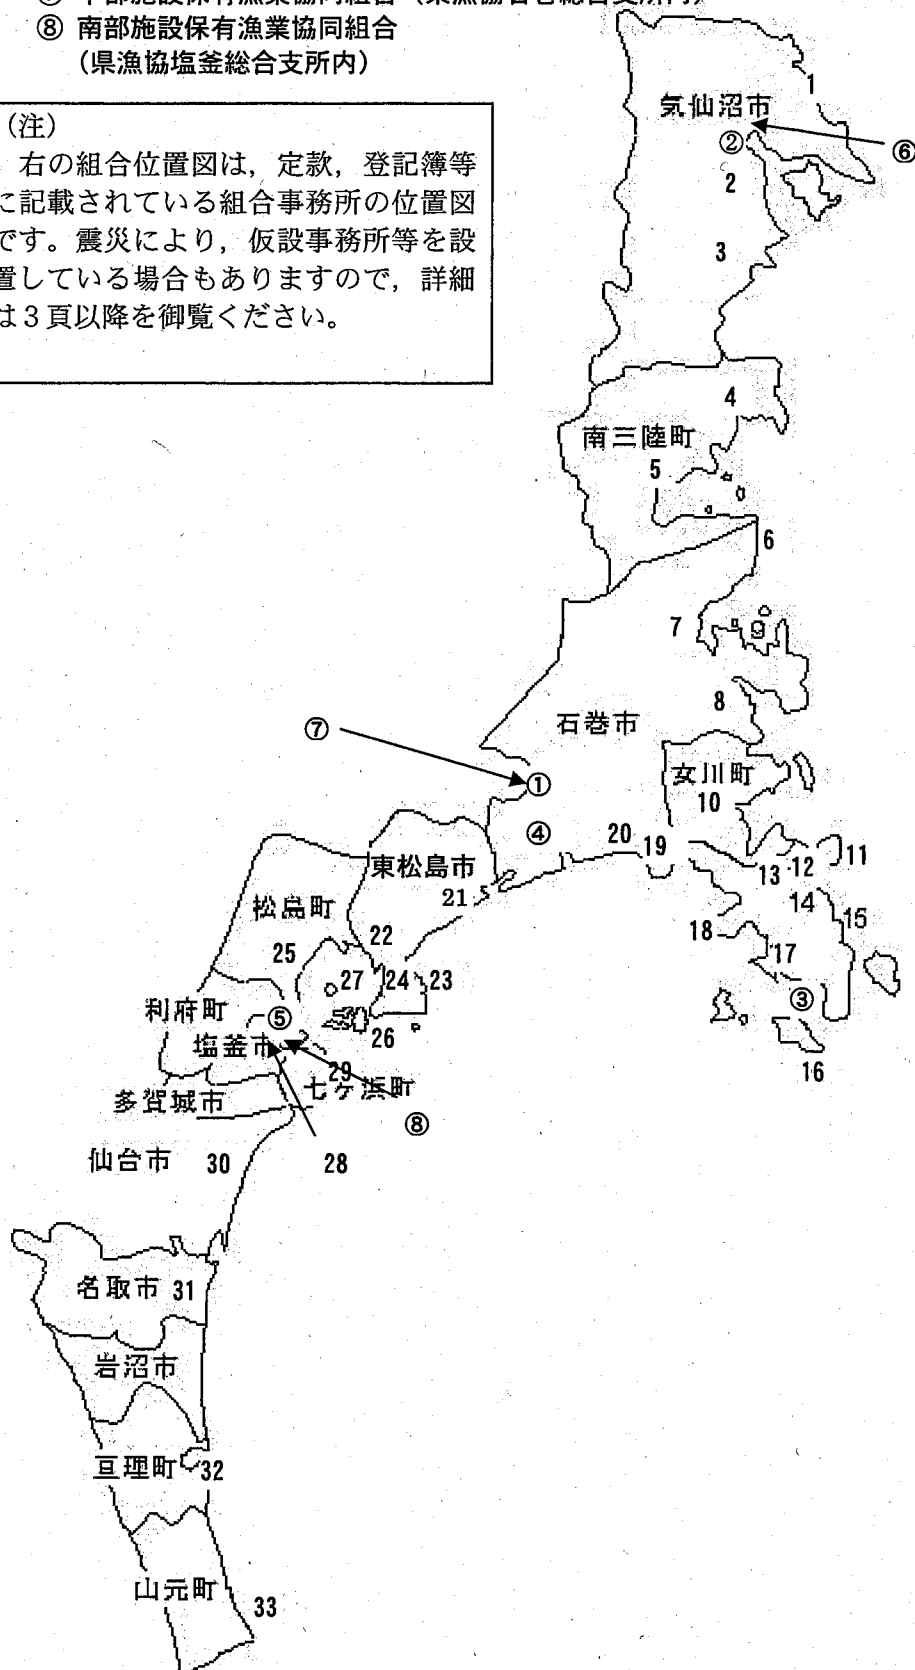 ⑧ 南部施設保有漁業協同組合
（県漁協塩釜総合支所内）
（注）
右の組合位置図は，定款，登記簿等
に記載されている組合事務所の位置図
です。震災により，仮設事務所等を設
置している場合もありますので，詳細
は３頁以降を御覧ください。
1
気仙沼市
②
⑥
2
3
4
南三陸町
5
6
7
8
石巻市
⑦
女川町
①
10
④
20
19
11
12
13
東松島市
21
14
15
松島町
22
18
17
25
27
24
23
③
利府町
⑤
26
塩釜市
16
29
七ヶ浜町
多賀城市
⑧
仙台市
30
28
名取市
31
岩沼市
亘理町
32
山元町
33